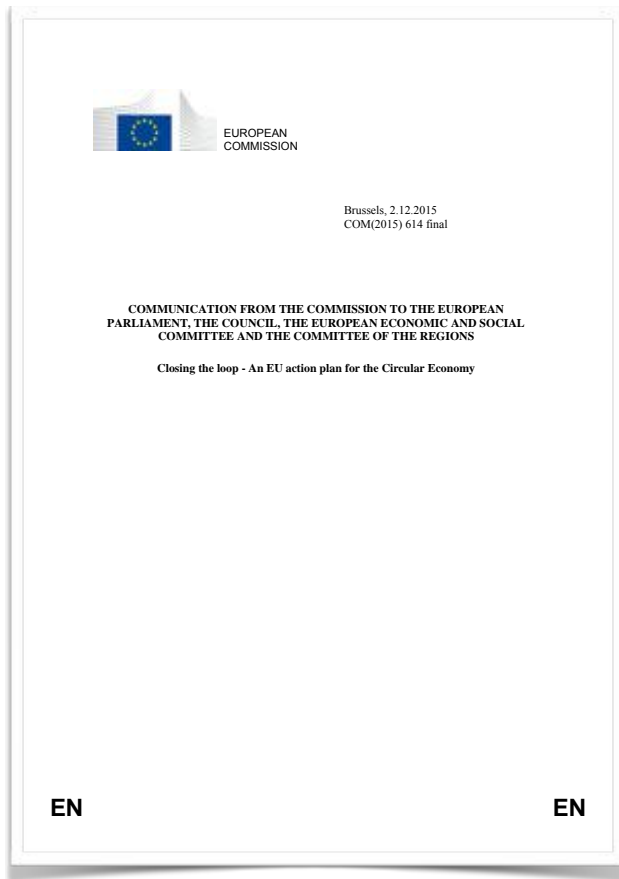 EUROPEAN
COMMISSION
Brussels, 2.12.2015
COM(2015) 614 final
COMMUNICATION FROM THE COMMISSION TO THE EUROPEAN
PARLIAMENT, THE COUNCIL, THE EUROPEAN ECONOMIC AND SOCIAL
COMMITTEE AND THE COMMITTEE OF THE REGIONS
Closing the loop - An EU action plan for the Circular Economy
EN EN